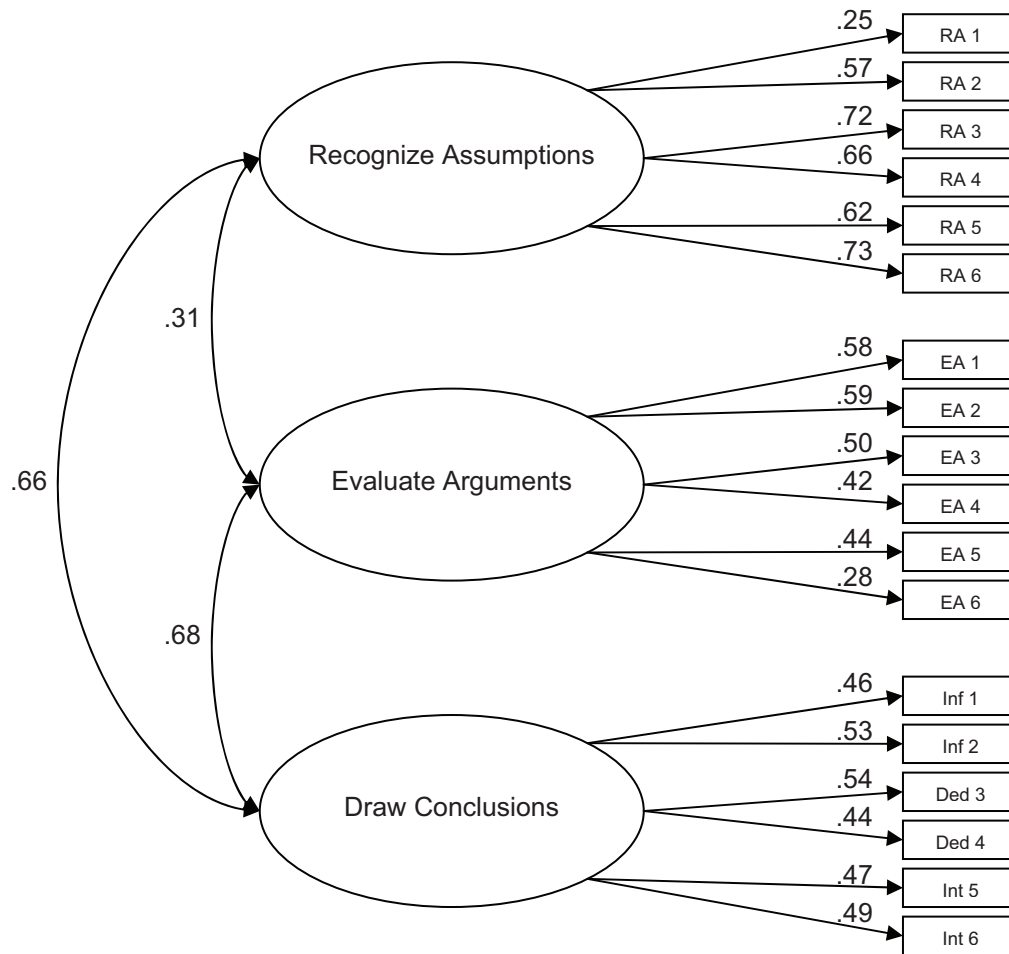 .25
RA 1
.57
RA 2
.72
RA 3
Recognize Assumptions
.66
RA 4
.62
RA 5
.73
RA 6
.31
.58
EA 1
.59
EA 2
.50
EA 3
.66
Evaluate Arguments
.42
EA 4
.44
EA 5
.28
EA 6
.68
.46
Inf 1
.53
Inf 2
.54
Ded 3
Draw Conclusions
.44
Ded 4
.47
Int 5
.49
Int 6